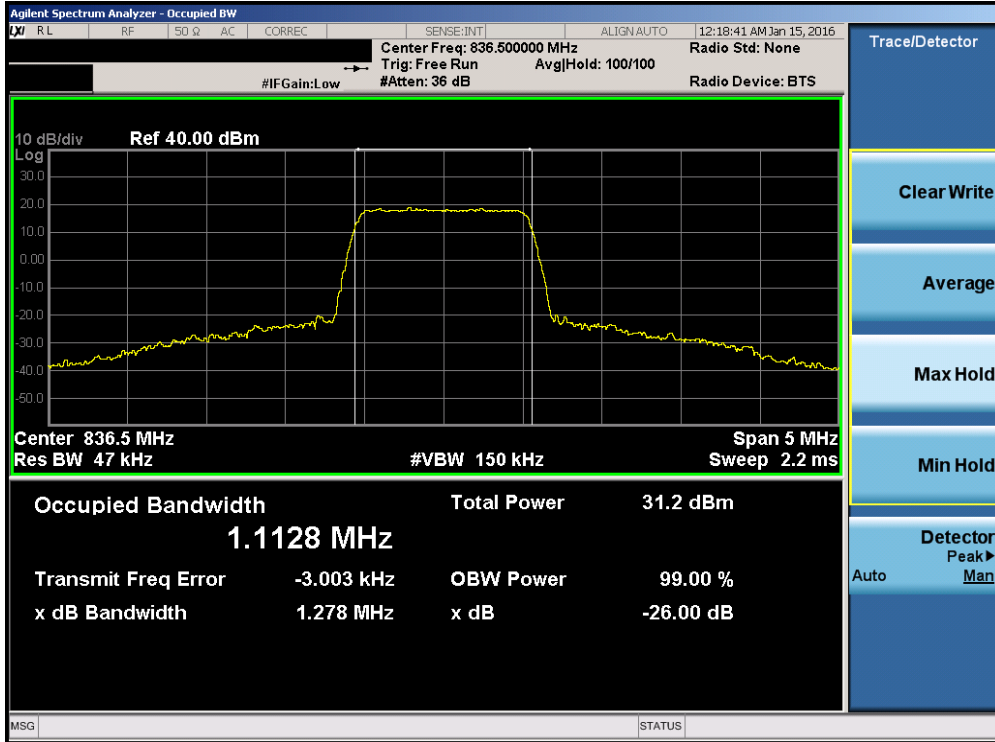 Agilent Spectrum Analyzer - Occupied BW
LXI RL RF 50 Ω AC CORREC SENSE:INT ALIGN AUTO 12:18:41 AM Jan 15, 2016
Center Freq: 836.500000 MHz Radio Std: None
Trig: Free Run Avg|Hold: 100/100
#IFGain:Low #Atten: 36 dB Radio Device: BTS
10 dB/div Ref 40.00 dBm
Log
30.0
20.0
10.0
0.00
-10.0
-20.0
-30.0
-40.0
-50.0
Center 836.5 MHz Span 5 MHz
Res BW 47 kHz #VBW 150 kHz Sweep 2.2 ms
Occupied Bandwidth Total Power 31.2 dBm
1.1128 MHz
Transmit Freq Error -3.003 kHz OBW Power 99.00 %
x dB Bandwidth 1.278 MHz x dB -26.00 dB
MSG STATUS
Trace/Detector
Clear Write
Average
Max Hold
Min Hold
Detector
Peak▶
Auto Man